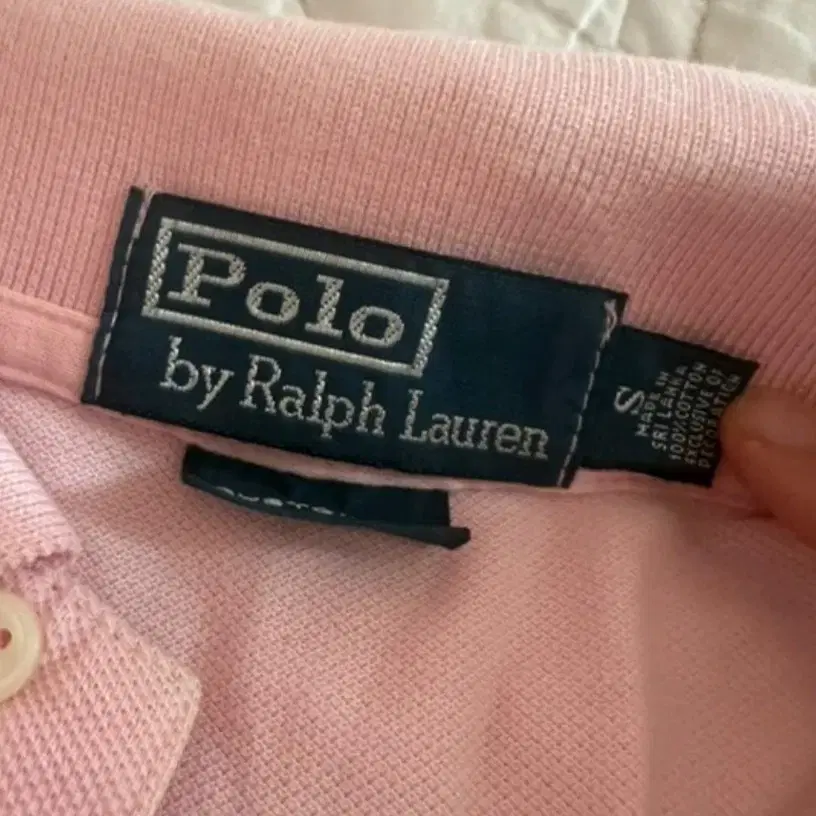 Polo
by Ralph Lauren
S
MADE IN
SRI LANKA
100% COTTON
EXCLUSIVE OF
DECORATION